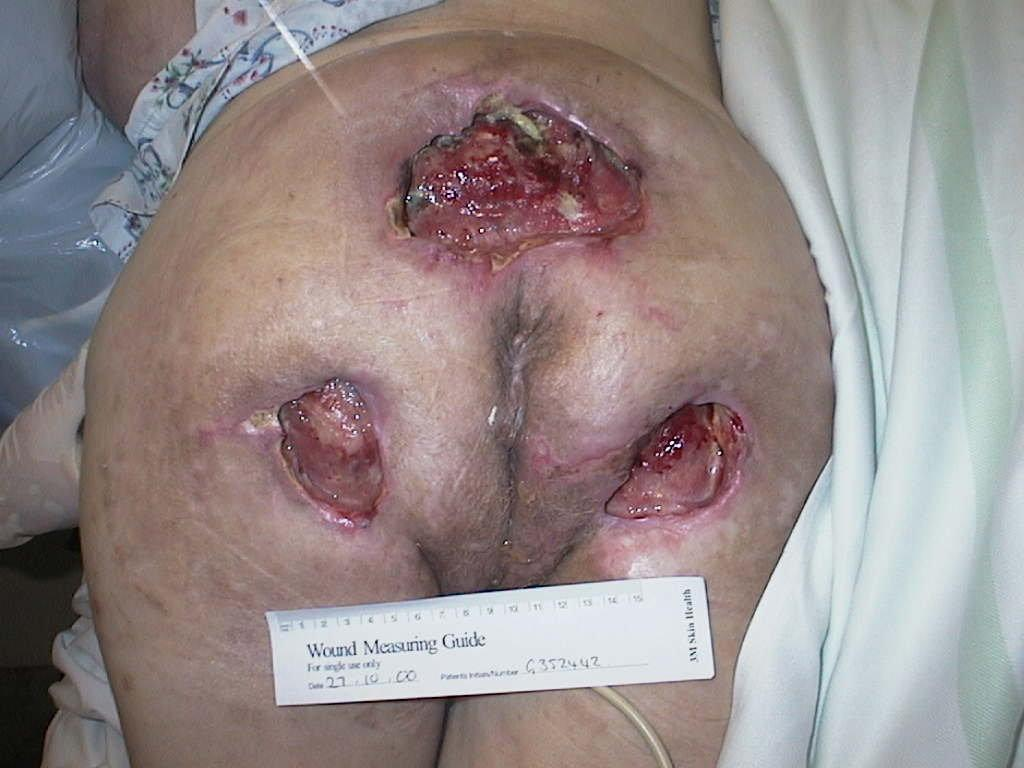 cm 1 2 3 4 5 6 7 8 9 10 11 12 13 14 15
Wound Measuring Guide
For single use only
Date 27.10.00 Patients Initials/Number G352442
3M Skin Health